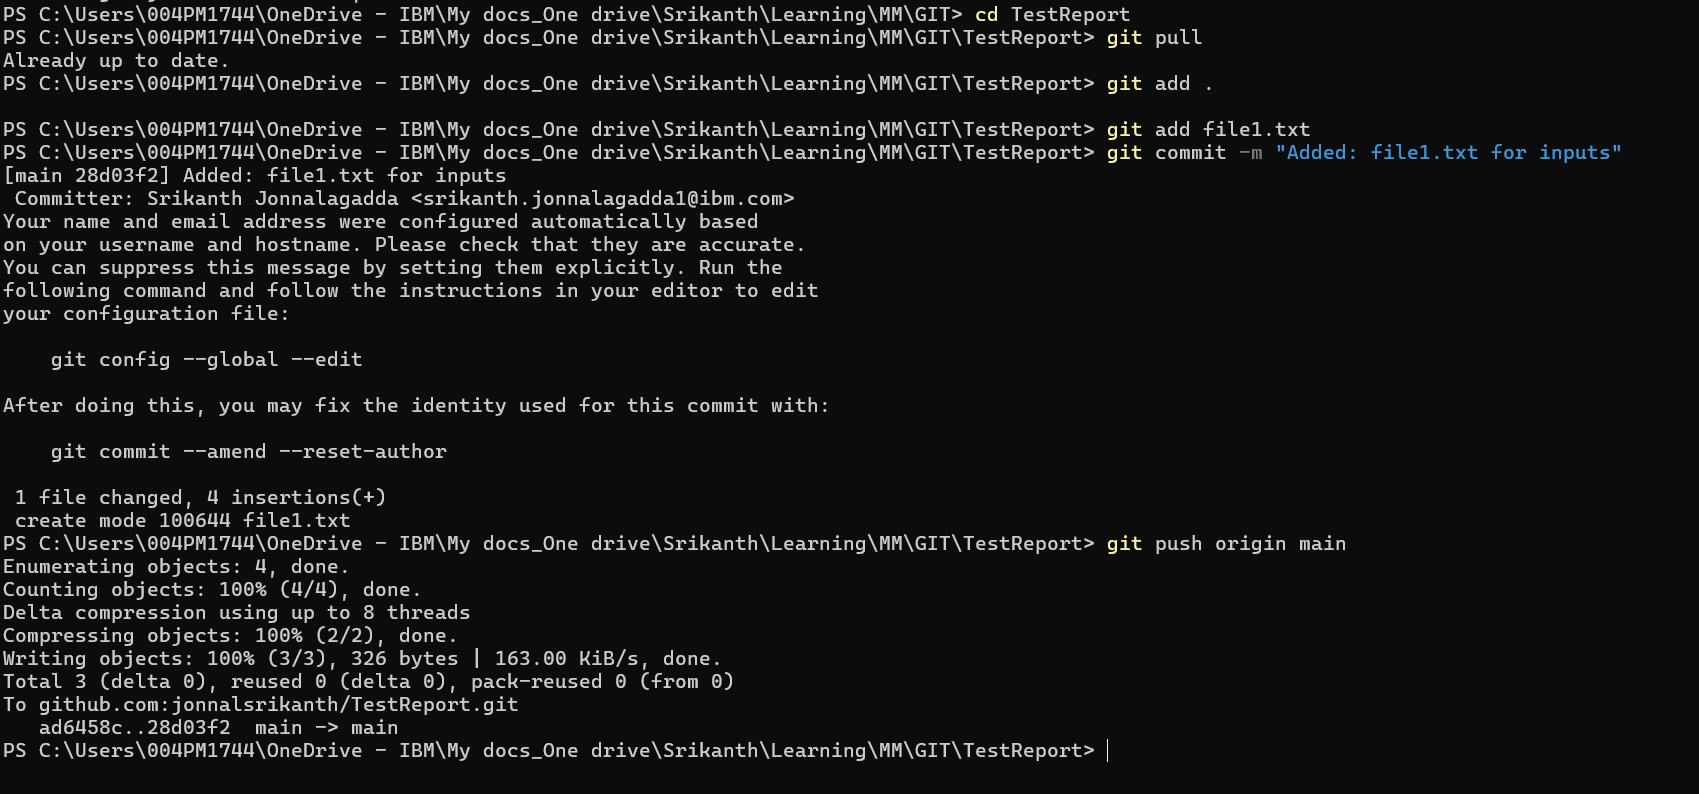 PS C:\Users\004PM1744\OneDrive - IBM\My docs_One drive\Srikanth\Learning\MM\GIT> cd TestReport
PS C:\Users\004PM1744\OneDrive - IBM\My docs_One drive\Srikanth\Learning\MM\GIT\TestReport> git pull
Already up to date.
PS C:\Users\004PM1744\OneDrive - IBM\My docs_One drive\Srikanth\Learning\MM\GIT\TestReport> git add .
PS C:\Users\004PM1744\OneDrive - IBM\My docs_One drive\Srikanth\Learning\MM\GIT\TestReport> git add file1.txt
PS C:\Users\004PM1744\OneDrive - IBM\My docs_One drive\Srikanth\Learning\MM\GIT\TestReport> git commit -m "Added: file1.txt for inputs"
[main 28d03f2] Added: file1.txt for inputs
 Committer: Srikanth Jonnalagadda <srikanth.jonnalagadda1@ibm.com>
Your name and email address were configured automatically based
on your username and hostname. Please check that they are accurate.
You can suppress this message by setting them explicitly. Run the
following command and follow the instructions in your editor to edit
your configuration file:
    git config --global --edit
After doing this, you may fix the identity used for this commit with:
    git commit --amend --reset-author
 1 file changed, 4 insertions(+)
 create mode 100644 file1.txt
PS C:\Users\004PM1744\OneDrive - IBM\My docs_One drive\Srikanth\Learning\MM\GIT\TestReport> git push origin main
Enumerating objects: 4, done.
Counting objects: 100% (4/4), done.
Delta compression using up to 8 threads
Compressing objects: 100% (2/2), done.
Writing objects: 100% (3/3), 326 bytes | 163.00 KiB/s, done.
Total 3 (delta 0), reused 0 (delta 0), pack-reused 0 (from 0)
To github.com:jonnalsrikanth/TestReport.git
   ad6458c..28d03f2  main -> main
PS C:\Users\004PM1744\OneDrive - IBM\My docs_One drive\Srikanth\Learning\MM\GIT\TestReport>